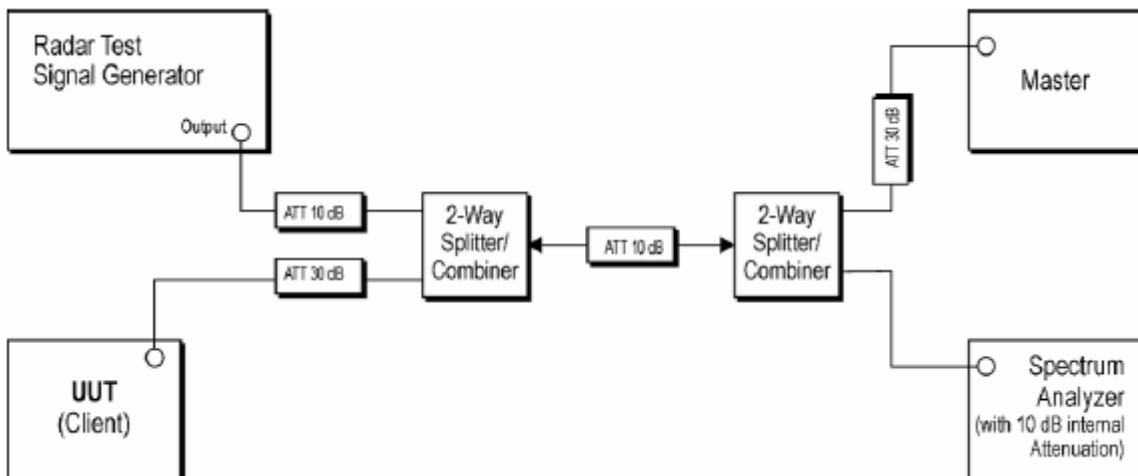 Radar Test
Signal Generator
Output
ATT 10 dB
2-Way
Splitter/
Combiner
ATT 30 dB
UUT
(Client)
ATT 10 dB
2-Way
Splitter/
Combiner
ATT 30 dB
Master
Spectrum
Analyzer
(with 10 dB internal
Attenuation)